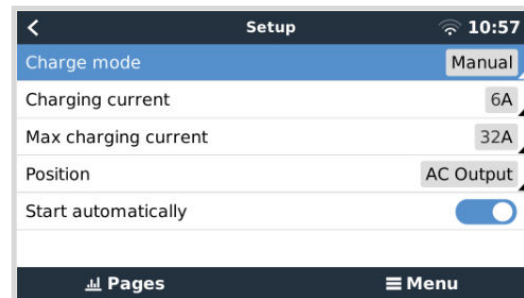 Setup 10:57
Charge mode Manual
Charging current 6A
Max charging current 32A
Position AC Output
Start automatically
Pages Menu